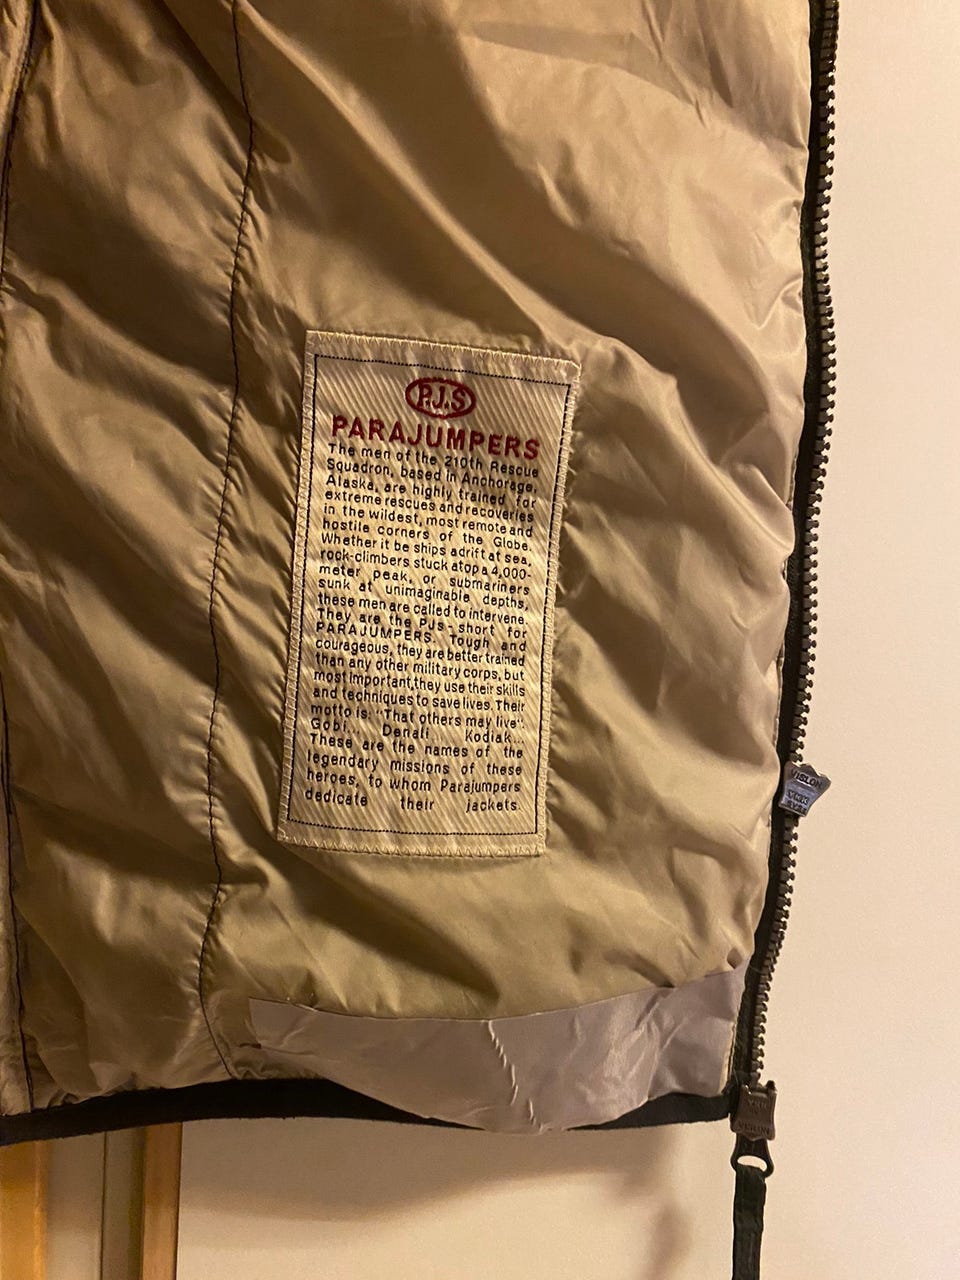 P.J.S
PARAJUMPERS
The men of the 210th Rescue
Squadron, based in Anchorage,
Alaska, are highly trained for
extreme rescues and recoveries
in the wildest, most remote and
hostile corners of the Globe.
Whether it be ships adrift at sea,
rock-climbers stuck atop a 4,000-
meter peak, or submariners
sunk at unimaginable depths,
these men are called to intervene.
They are the PJs - short for
PARAJUMPERS. Tough and
courageous, they are better trained
than any other military corps, but
most important, they use their skills
and techniques to save lives. Their
motto is: "That others may live".
Gobi... Denali... Kodiak...
These are the names of the
legendary missions of these
heroes, to whom Parajumpers
dedicate their jackets.
VISLON
YKK
VISLON